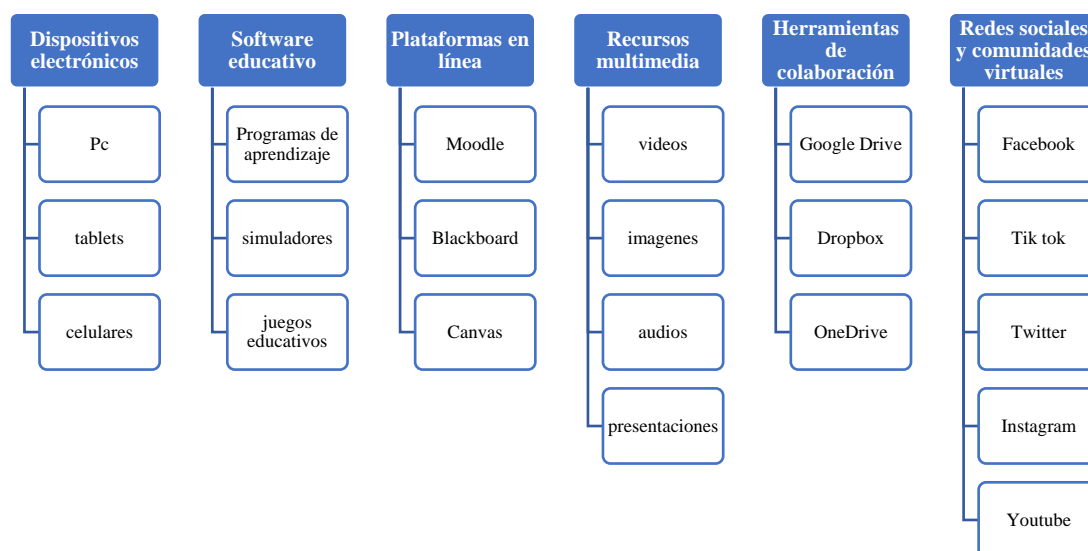 Dispositivos
electrónicos
Pc
tablets
celulares
Software
educativo
Programas de
aprendizaje
simuladores
juegos
educativos
Plataformas en
línea
Moodle
Blackboard
Canvas
Recursos
multimedia
videos
imagenes
audios
presentaciones
Herramientas
de
colaboración
Google Drive
Dropbox
OneDrive
Redes sociales
y comunidades
virtuales
Facebook
Tik tok
Twitter
Instagram
Youtube